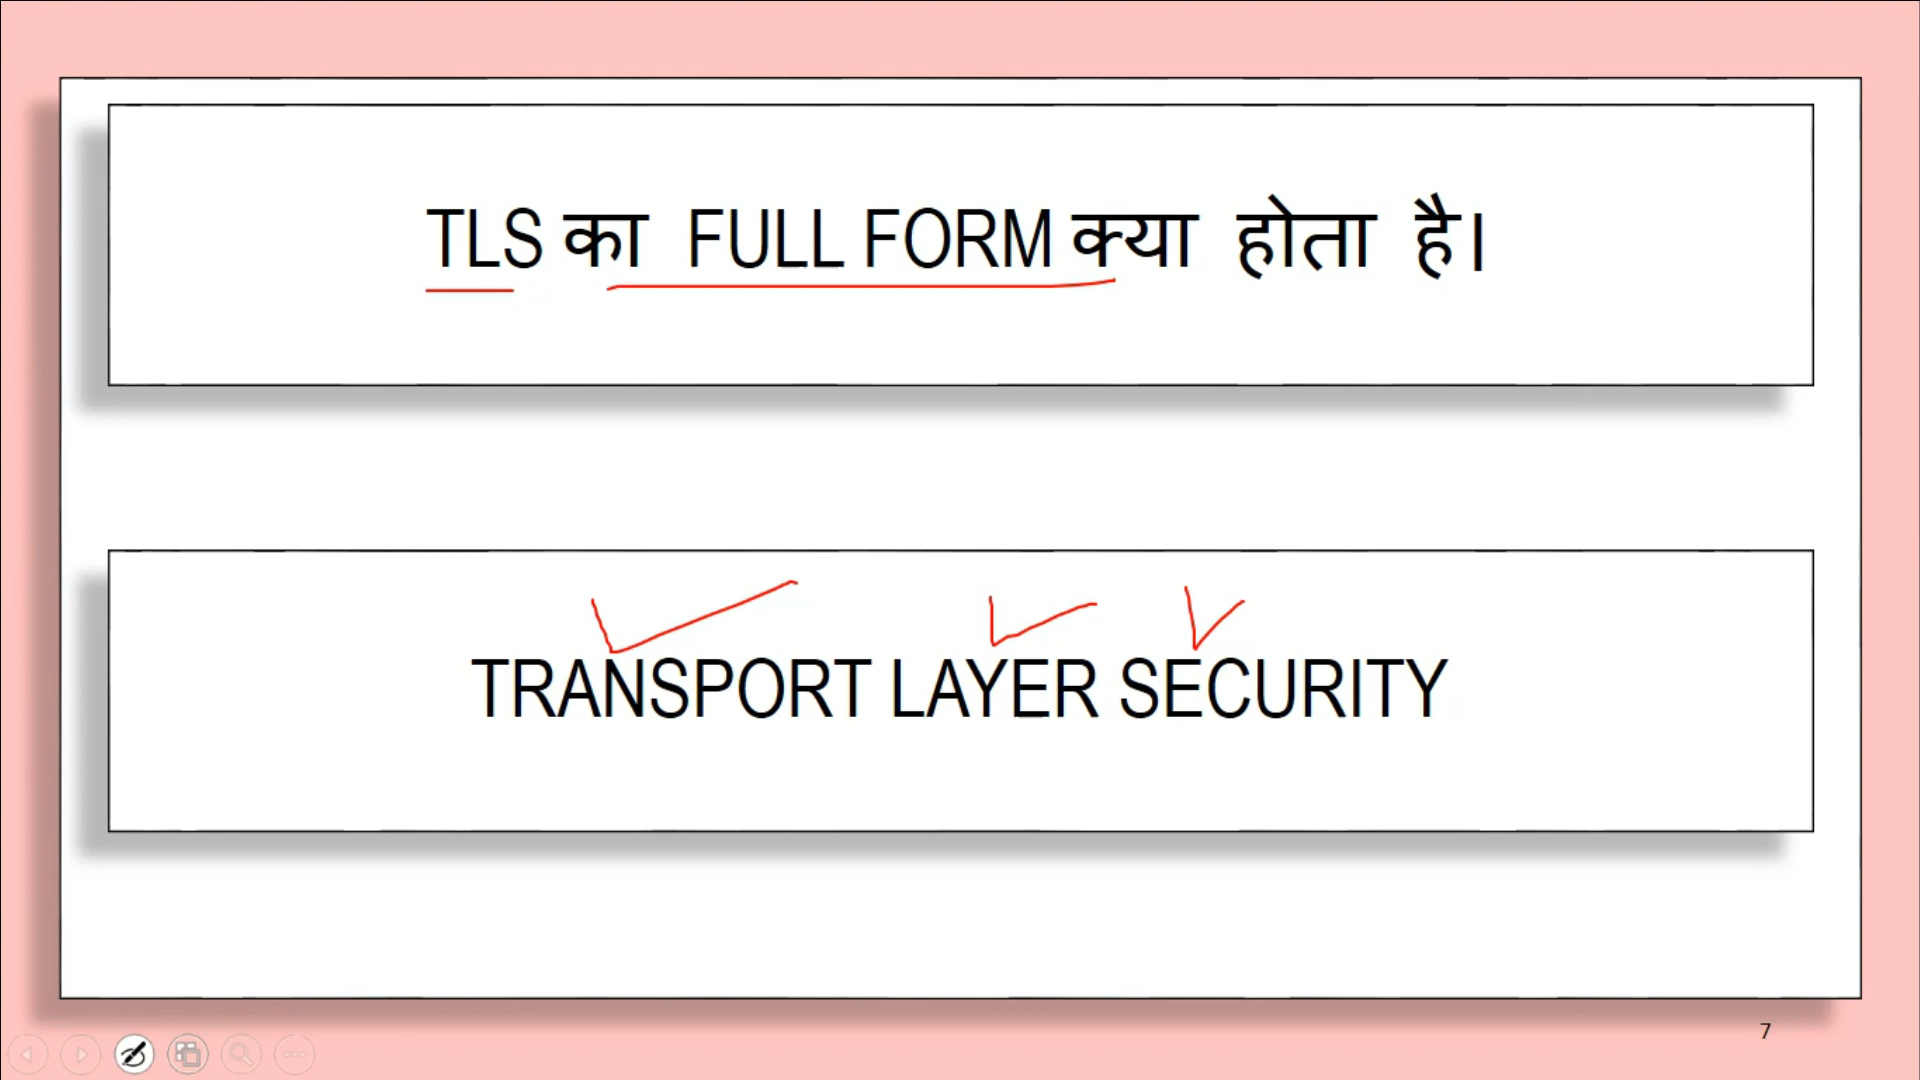 TLS का FULL FORM क्या होता है।
TRANSPORT LAYER SECURITY
7